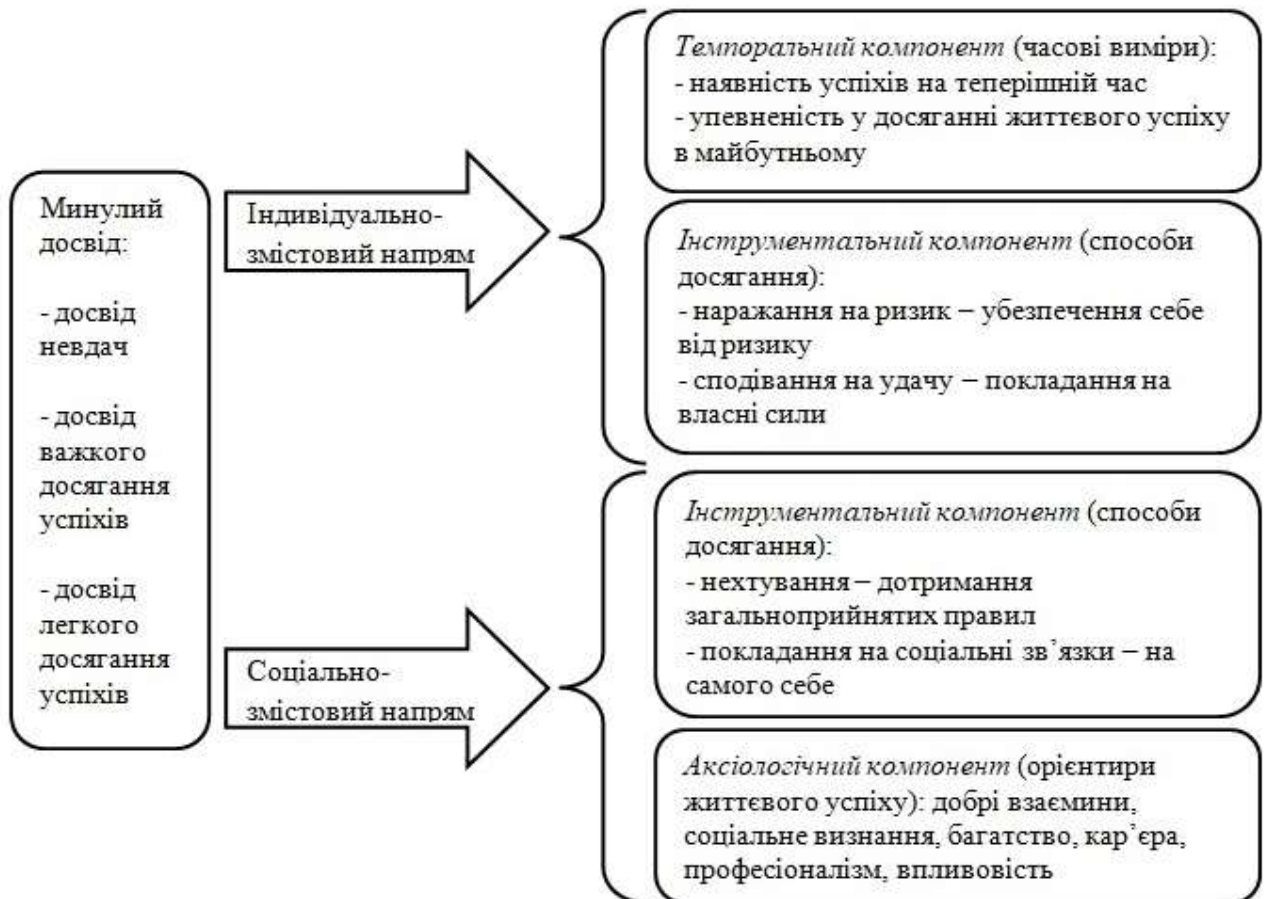 Минулий
досвід:
- досвід
невдач
- досвід
важкого
досягання
успіхів
- досвід
легкого
досягання
успіхів
Індивідуально-
змістовий напрям
Соціально-
змістовий напрям
Темпоральний компонент (часові виміри):
- наявність успіхів на теперішній час
- упевненість у досяганні життєвого успіху
в майбутньому
Інструментальний компонент (способи
досягання):
- наражання на ризик – убезпечення себе
від ризику
- сподівання на удачу – покладання на
власні сили
Інструментальний компонент (способи
досягання):
- нехтування – дотримання
загальноприйнятих правил
- покладання на соціальні зв’язки – на
самого себе
Аксіологічний компонент (орієнтири
життєвого успіху): добрі взаємини,
соціальне визнання, багатство, кар’єра,
професіоналізм, впливовість